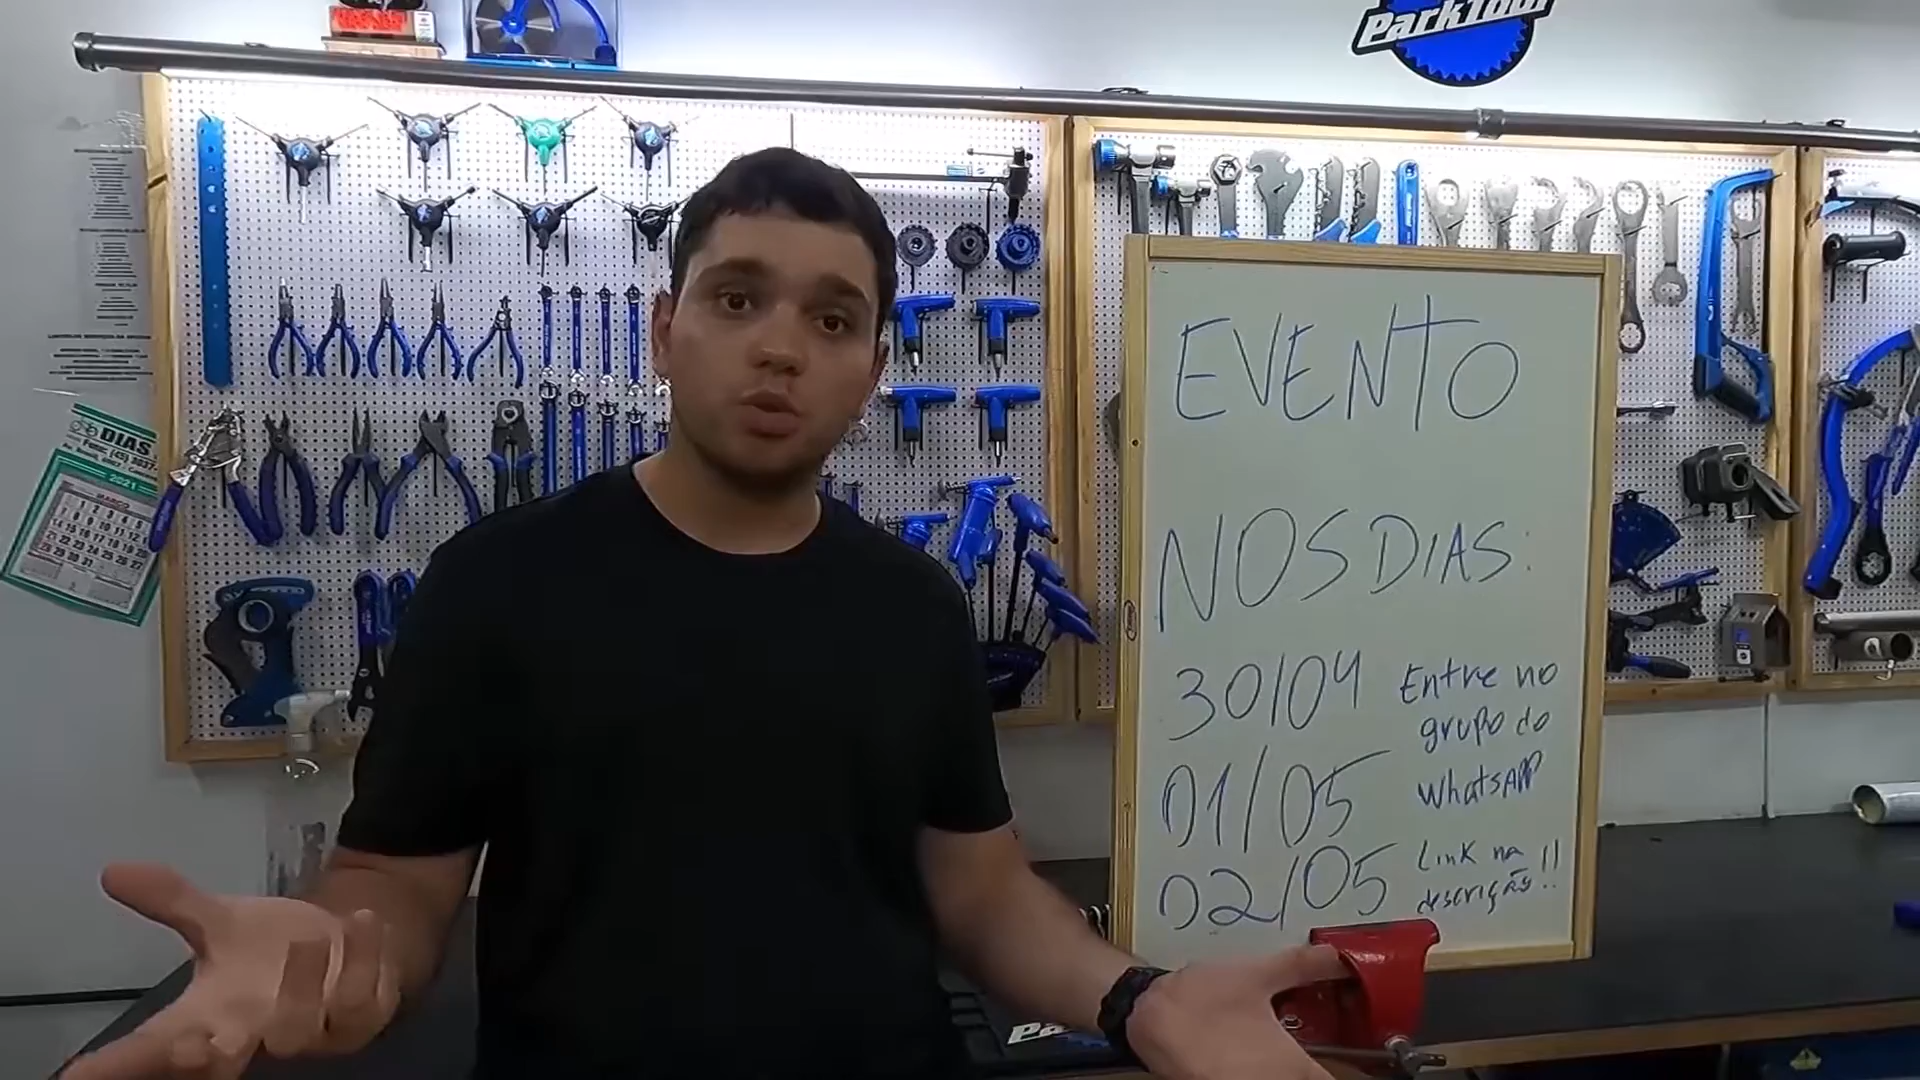 ParkTool
DIAS
2021
MARÇO
EVENTO
NOS DIAS:
30/04
01/05
02/05
Entre no
grupo do
WhatsAPP
Link na
descrição!!